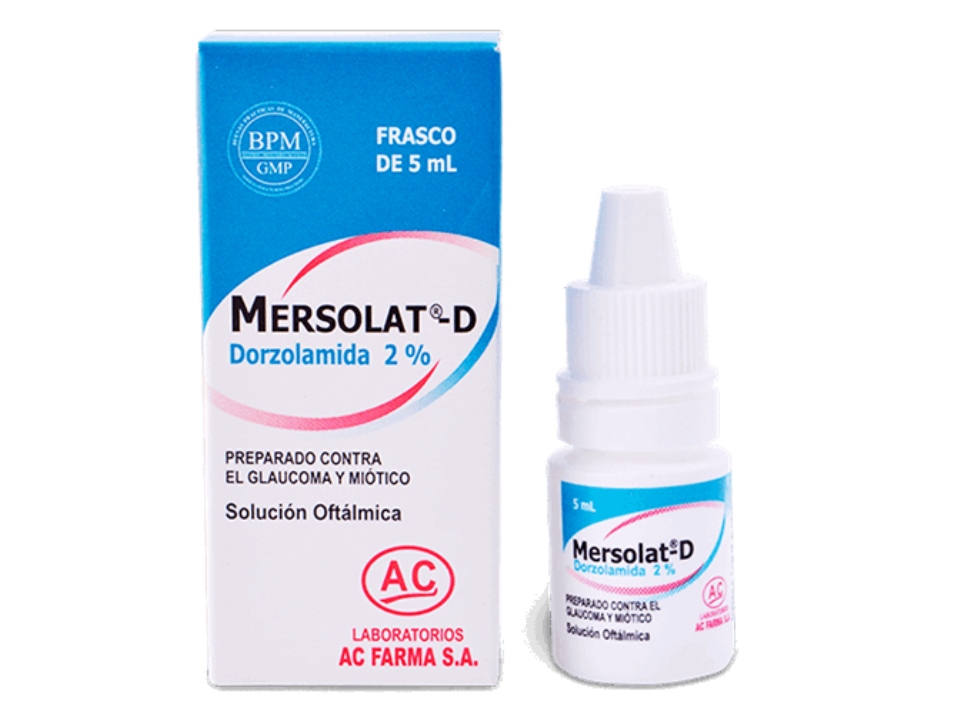 BPM
GMP
FRASCO
DE 5 mL
MERSOLAT®-D
Dorzolamida 2 %
PREPARADO CONTRA
EL GLAUCOMA Y MIÓTICO
Solución Oftálmica
AC
LABORATORIOS
AC FARMA S.A.
5 mL
Mersolat®-D
Dorzolamida 2 %
PREPARADO CONTRA EL
GLAUCOMA Y MIÓTICO
Solución Oftálmica
AC
LABORATORIOS
AC FARMA S.A.